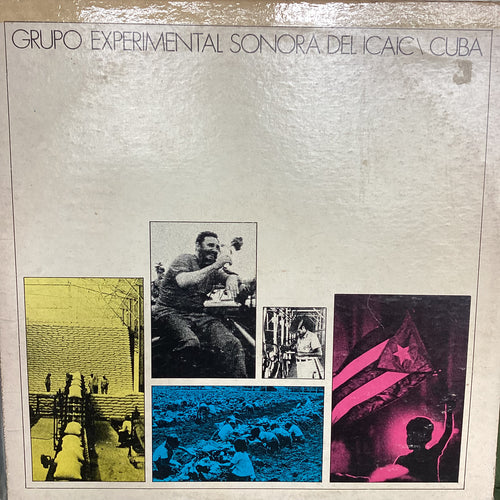 GRUPO EXPERIMENTAL SONORA DEL ICAIC\CUBA